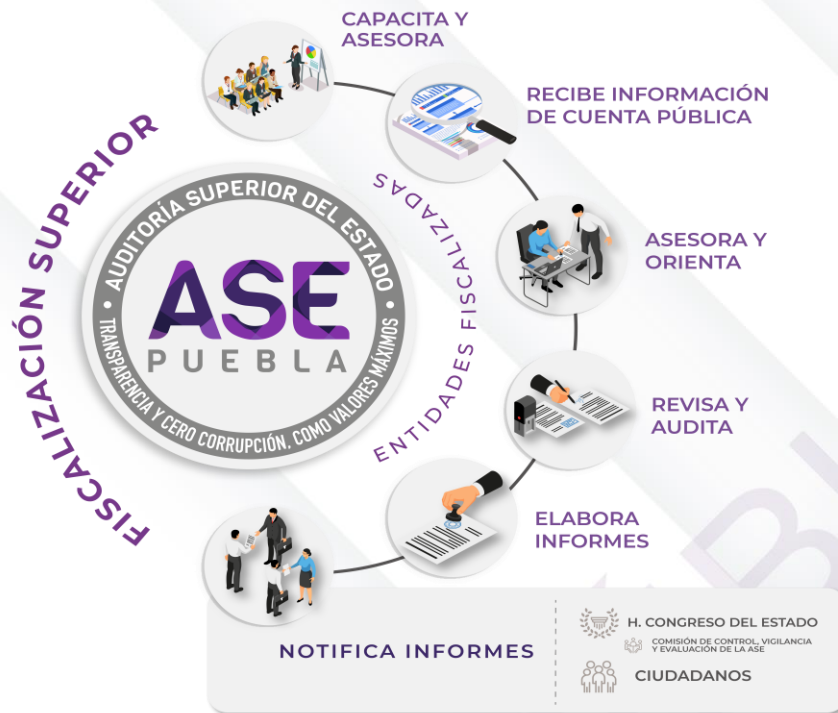 CAPACITA Y
ASESORA
RECIBE INFORMACIÓN
DE CUENTA PÚBLICA
FISCALIZACIÓN SUPERIOR
AUDITORÍA SUPERIOR DEL ESTADO
ASE
PUEBLA
TRANSPARENCIA Y CERO CORRUPCIÓN, COMO VALORES MÁXIMOS
ENTIDADES FISCALIZADAS
ASESORA Y
ORIENTA
REVISA Y
AUDITA
ELABORA
INFORMES
NOTIFICA INFORMES
H. CONGRESO DEL ESTADO
COMISIÓN DE CONTROL, VIGILANCIA
Y EVALUACIÓN DE LA ASE
CIUDADANOS